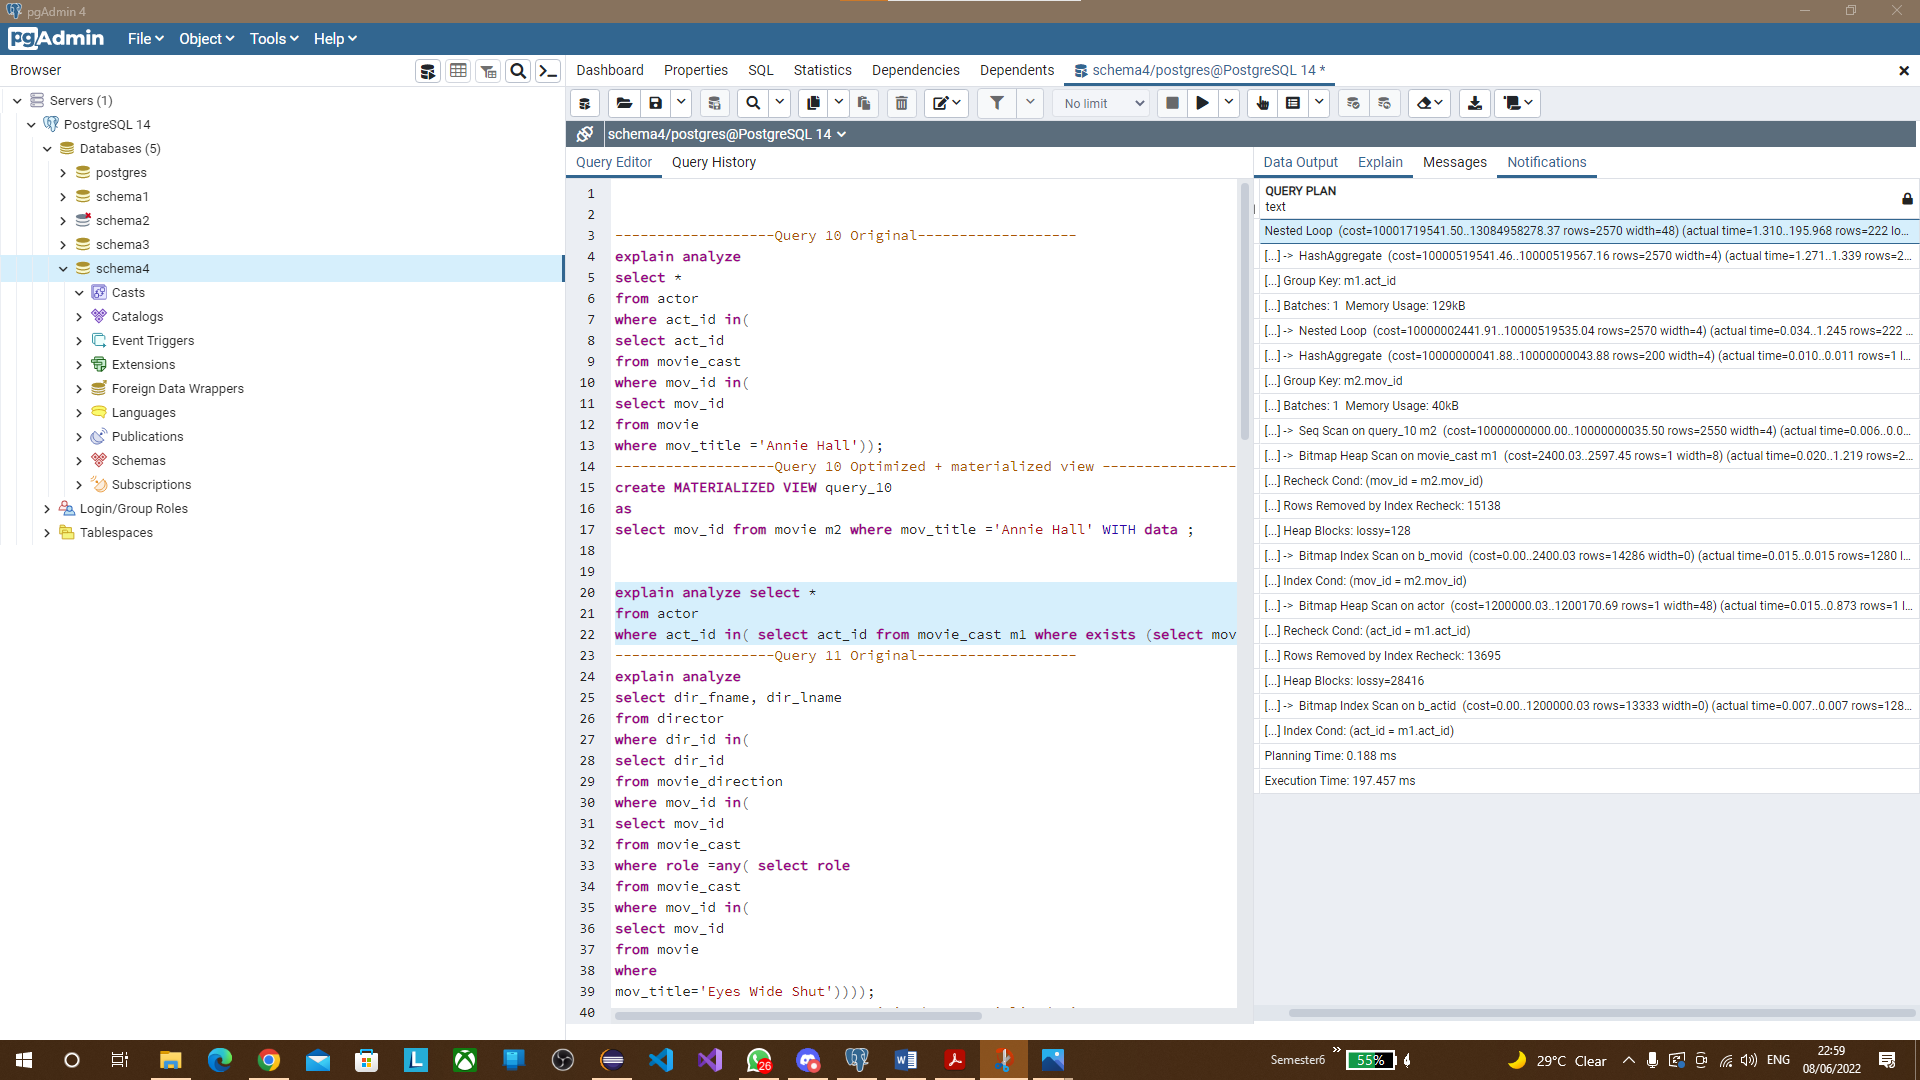 pgAdmin 4
pgAdmin File Object Tools Help
Browser
Dashboard Properties SQL Statistics Dependencies Dependents schema4/postgres@PostgreSQL 14 *
No limit
schema4/postgres@PostgreSQL 14
Servers (1)
PostgreSQL 14
Databases (5)
postgres
schema1
schema2
schema3
schema4
Casts
Catalogs
Event Triggers
Extensions
Foreign Data Wrappers
Languages
Publications
Schemas
Subscriptions
Login/Group Roles
Tablespaces
Query Editor Query History
1
2
3 -------------------Query 10 Original-------------------
4 explain analyze
5 select *
6 from actor
7 where act_id in(
8 select act_id
9 from movie_cast
10 where mov_id in(
11 select mov_id
12 from movie
13 where mov_title ='Annie Hall'));
14 -------------------Query 10 Optimized + materialized view ----------------
15 create MATERIALIZED VIEW query_10
16 as
17 select mov_id from movie m2 where mov_title ='Annie Hall' WITH data ;
18
19
20 explain analyze select *
21 from actor
22 where act_id in( select act_id from movie_cast m1 where exists (select mov
23 -------------------Query 11 Original-------------------
24 explain analyze
25 select dir_fname, dir_lname
26 from director
27 where dir_id in(
28 select dir_id
29 from movie_direction
30 where mov_id in(
31 select mov_id
32 from movie_cast
33 where role =any( select role
34 from movie_cast
35 where mov_id in(
36 select mov_id
37 from movie
38 where
39 mov_title='Eyes Wide Shut'))));
40
Data Output Explain Messages Notifications
QUERY PLAN
text
Nested Loop (cost=10001719541.50..13084958278.37 rows=2570 width=48) (actual time=1.310..195.968 rows=222 lo...
[...] -> HashAggregate (cost=10000519541.46..10000519567.16 rows=2570 width=4) (actual time=1.271..1.339 rows=2...
[...] Group Key: m1.act_id
[...] Batches: 1 Memory Usage: 129kB
[...] -> Nested Loop (cost=10000002441.91..10000519535.04 rows=2570 width=4) (actual time=0.034..1.245 rows=222 ...
[...] -> HashAggregate (cost=10000000041.88..10000000043.88 rows=200 width=4) (actual time=0.010..0.011 rows=1 l...
[...] Group Key: m2.mov_id
[...] Batches: 1 Memory Usage: 40kB
[...] -> Seq Scan on query_10 m2 (cost=10000000000.00..10000000035.50 rows=2550 width=4) (actual time=0.006..0.0...
[...] -> Bitmap Heap Scan on movie_cast m1 (cost=2400.03..2597.45 rows=1 width=8) (actual time=0.020..1.219 rows=2...
[...] Recheck Cond: (mov_id = m2.mov_id)
[...] Rows Removed by Index Recheck: 15138
[...] Heap Blocks: lossy=128
[...] -> Bitmap Index Scan on b_movid (cost=0.00..2400.03 rows=14286 width=0) (actual time=0.015..0.015 rows=1280 l...
[...] Index Cond: (mov_id = m2.mov_id)
[...] -> Bitmap Heap Scan on actor (cost=1200000.03..1200170.69 rows=1 width=48) (actual time=0.015..0.873 rows=1 l...
[...] Recheck Cond: (act_id = m1.act_id)
[...] Rows Removed by Index Recheck: 13695
[...] Heap Blocks: lossy=28416
[...] -> Bitmap Index Scan on b_actid (cost=0.00..1200000.03 rows=13333 width=0) (actual time=0.007..0.007 rows=128...
[...] Index Cond: (act_id = m1.act_id)
Planning Time: 0.188 ms
Execution Time: 197.457 ms
26
Semester6
55%
29°C Clear
ENG
22:59
08/06/2022